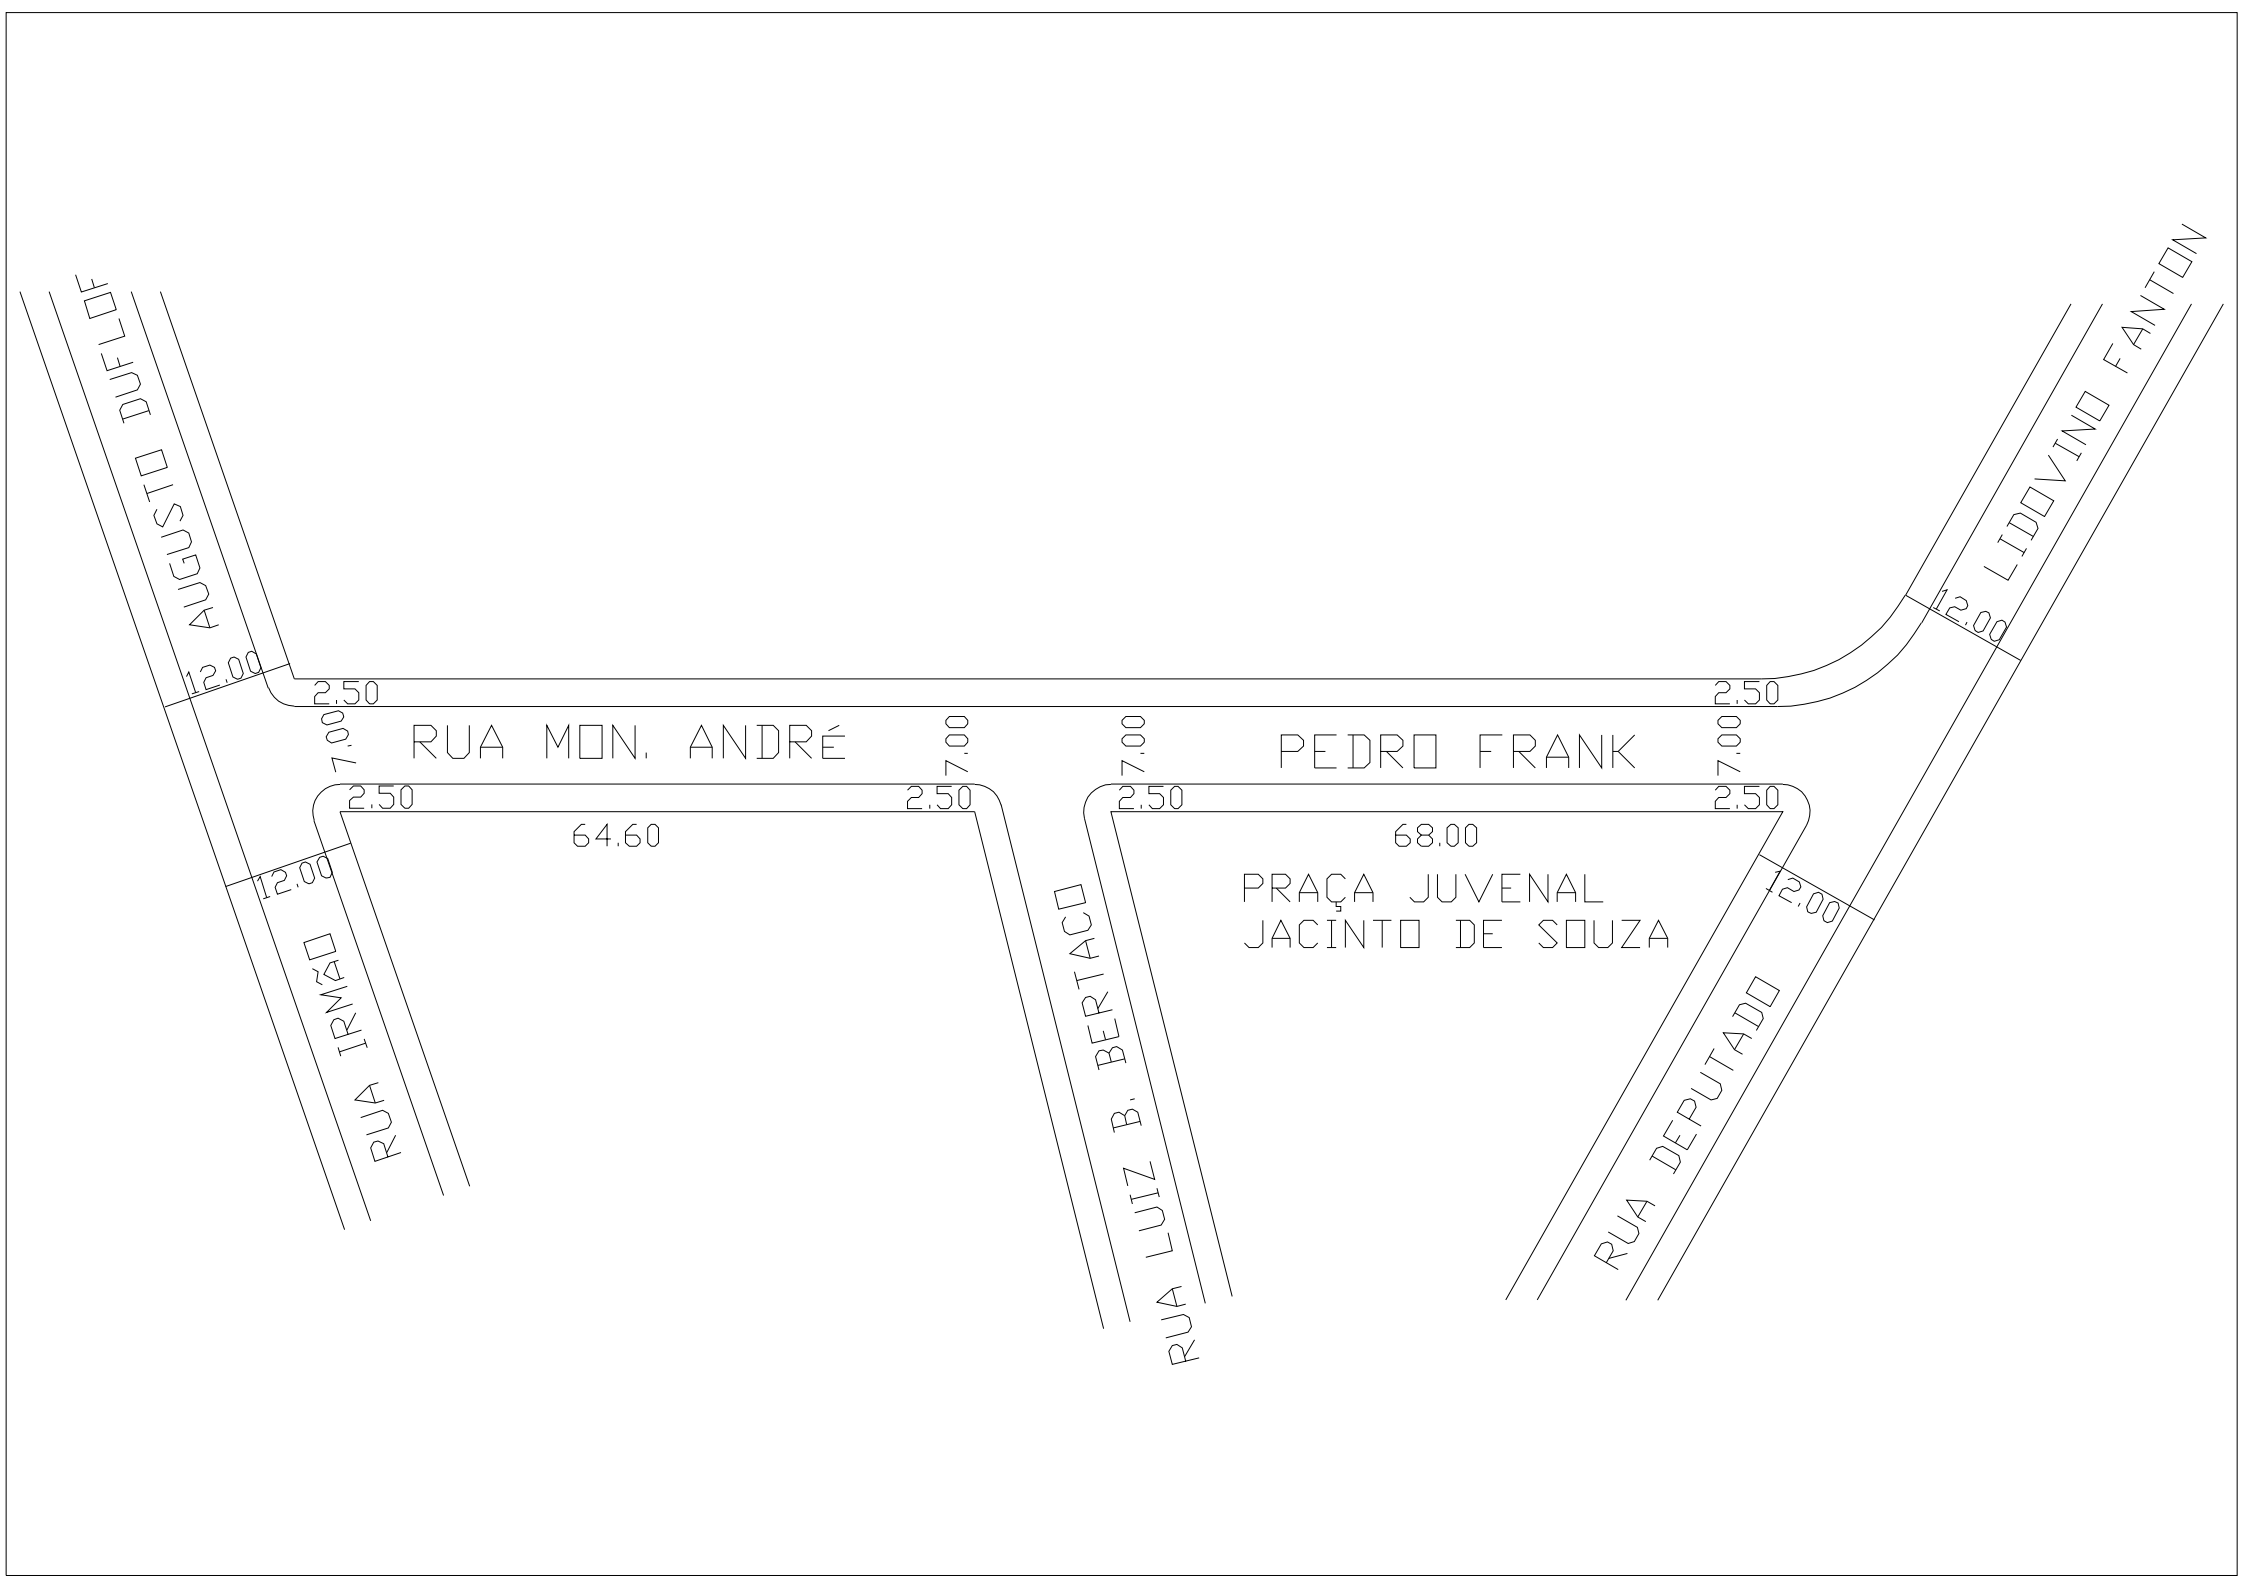 AUGUSTO DUFLOF
LIDOVINO FANTON
12.00
12.00
2.50
2.50
7.00
RUA MON. ANDRÉ
7.00
7.00
PEDRO FRANK
7.00
2.50
2.50
2.50
2.50
64.60
68.00
12.00
12.00
PRAÇA JUVENAL
JACINTO DE SOUZA
RUA IRMÃO
RUA LUIZ B. BERTACO
RUA DEPUTADO